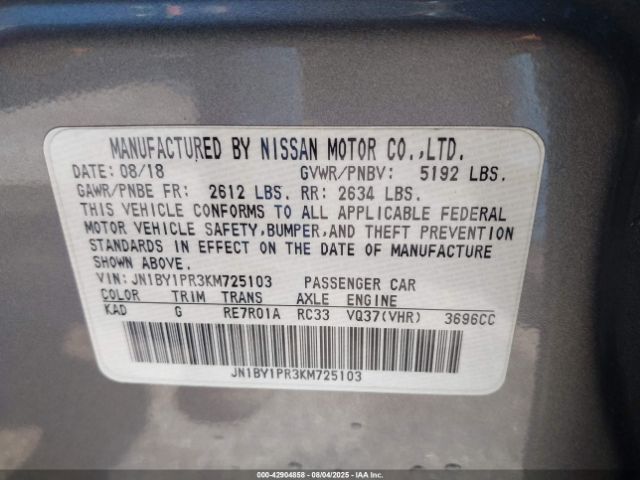 MANUFACTURED BY NISSAN MOTOR CO.,LTD.
DATE: 08/18 GVWR/PNBV: 5192 LBS.
GAWR/PNBE FR: 2612 LBS. RR: 2634 LBS.
THIS VEHICLE CONFORMS TO ALL APPLICABLE FEDERAL
MOTOR VEHICLE SAFETY,BUMPER,AND THEFT PREVENTION
STANDARDS IN EFFECT ON THE DATE OF MANUFACTURE
SHOWN ABOVE.
VIN: JN1BY1PR3KM725103 PASSENGER CAR
COLOR TRIM TRANS AXLE ENGINE
KAD G RE7R01A RC33 VQ37(VHR) 3696CC
JN1BY1PR3KM725103
000-42904858 - 08/04/2025 - IAAI.com